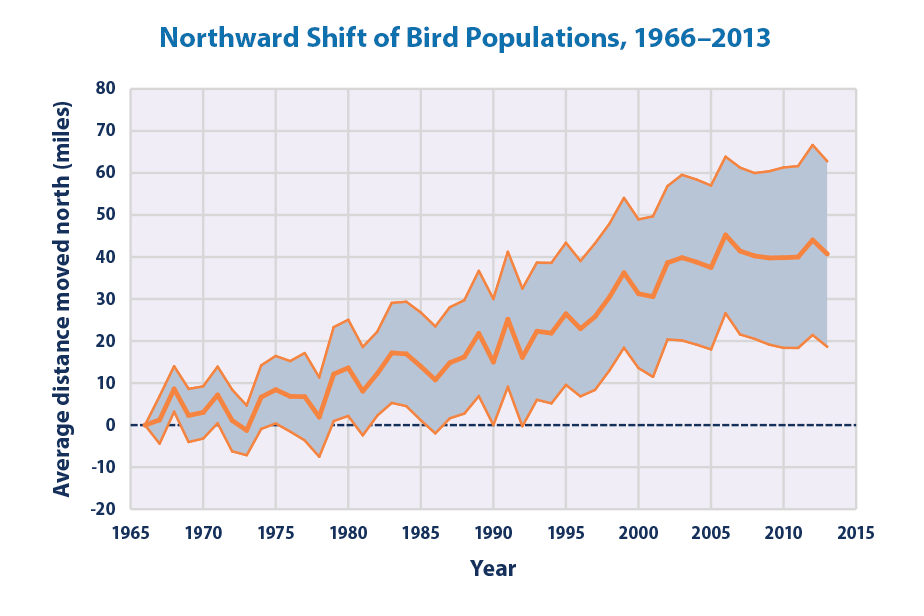 Northward Shift of Bird Populations, 1966–2013
Average distance moved north (miles)
80
70
60
50
40
30
20
10
0
-10
-20
1965 1970 1975 1980 1985 1990 1995 2000 2005 2010 2015
Year